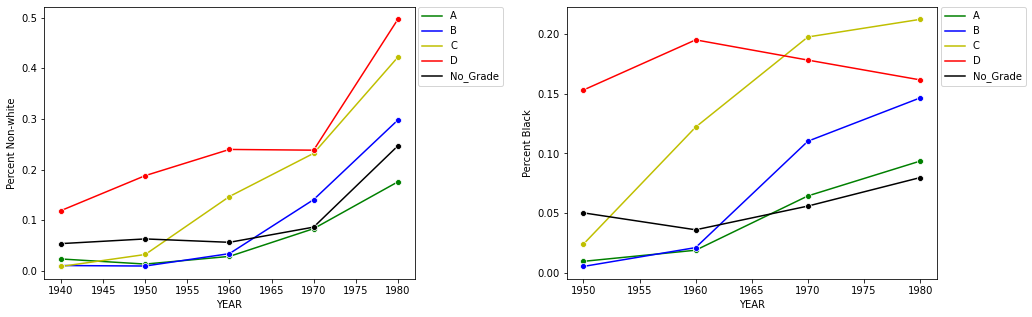 0.5
0.4
0.3
0.2
0.1
0.0
Percent Non-white
1940 1945 1950 1955 1960 1965 1970 1975 1980
YEAR
A
B
C
D
No_Grade
0.20
0.15
0.10
0.05
0.00
Percent Black
1950 1955 1960 1965 1970 1975 1980
YEAR
A
B
C
D
No_Grade